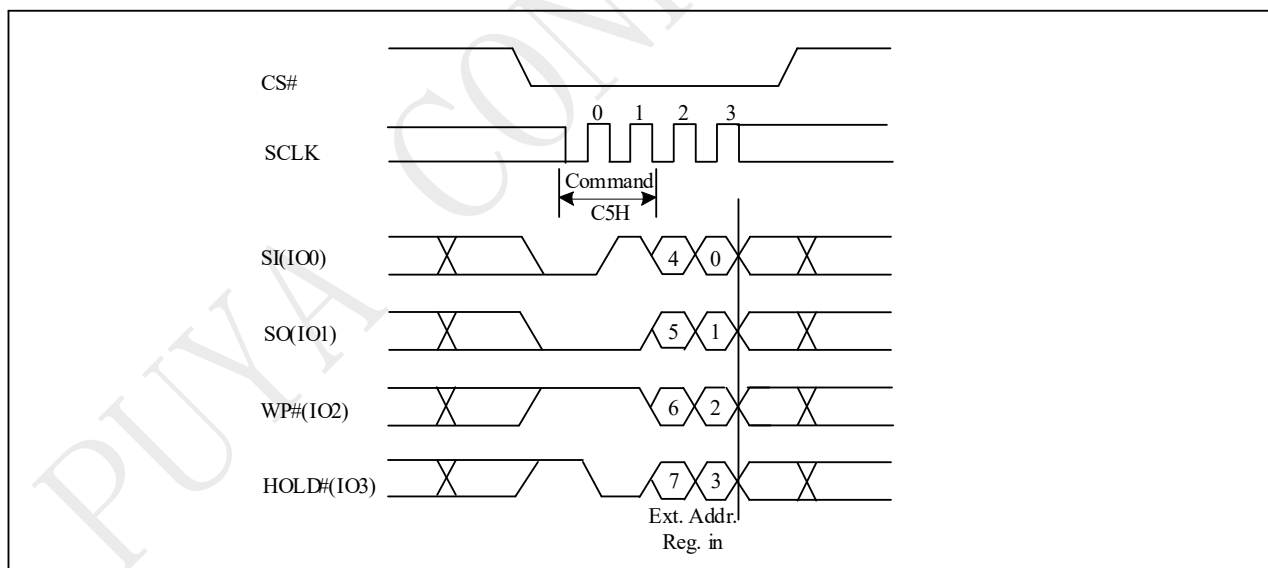 PUYA CON
CS#
0 1 2 3
SCLK
Command
C5H
SI(IO0) 4 0
SO(IO1) 5 1
WP#(IO2) 6 2
HOLD#(IO3) 7 3
Ext. Addr.
Reg. in